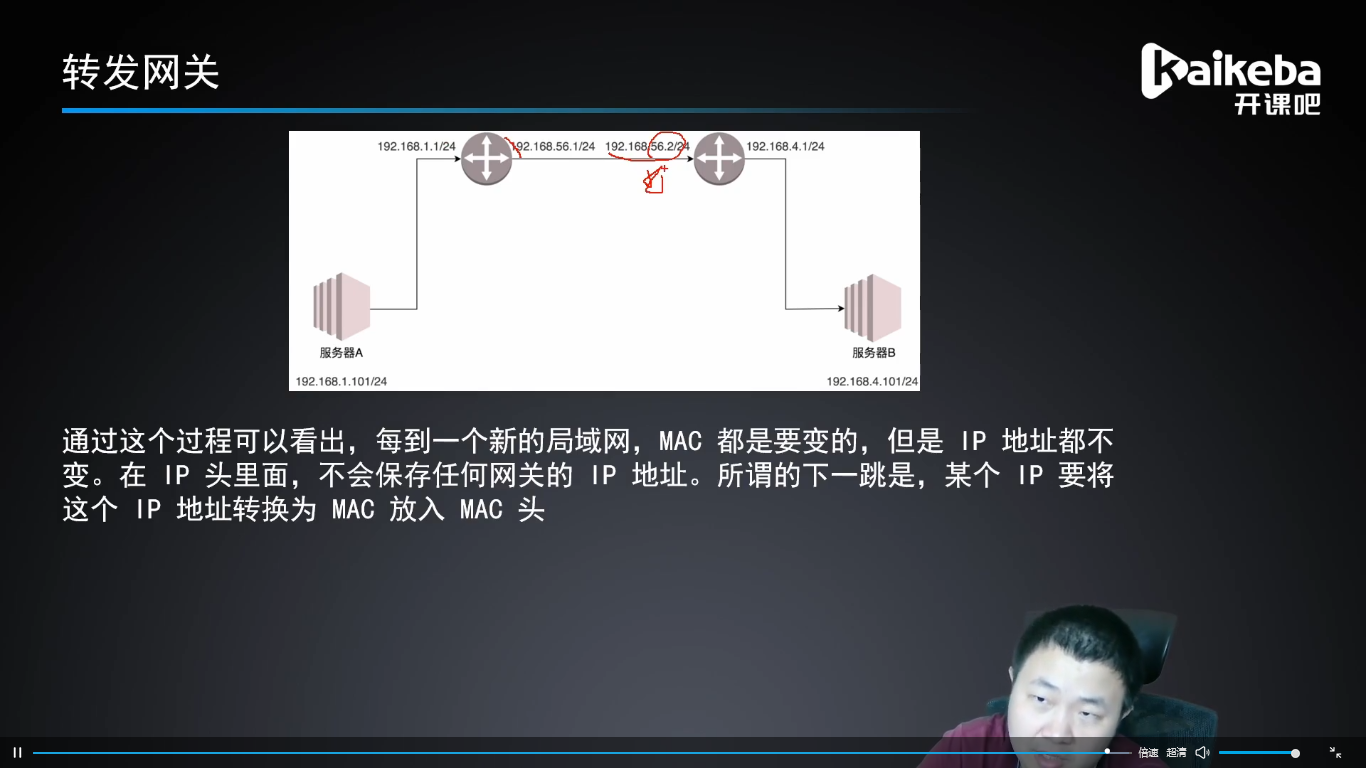 转发网关
Kaikeba
开课吧
192.168.1.1/24
192.168.56.1/24
192.168.56.2/24
192.168.4.1/24
服务器A
服务器B
192.168.1.101/24
192.168.4.101/24
通过这个过程可以看出，每到一个新的局域网，MAC 都是要变的，但是 IP 地址都不
变。在 IP 头里面，不会保存任何网关的 IP 地址。所谓的下一跳是，某个 IP 要将
这个 IP 地址转换为 MAC 放入 MAC 头
倍速 超清